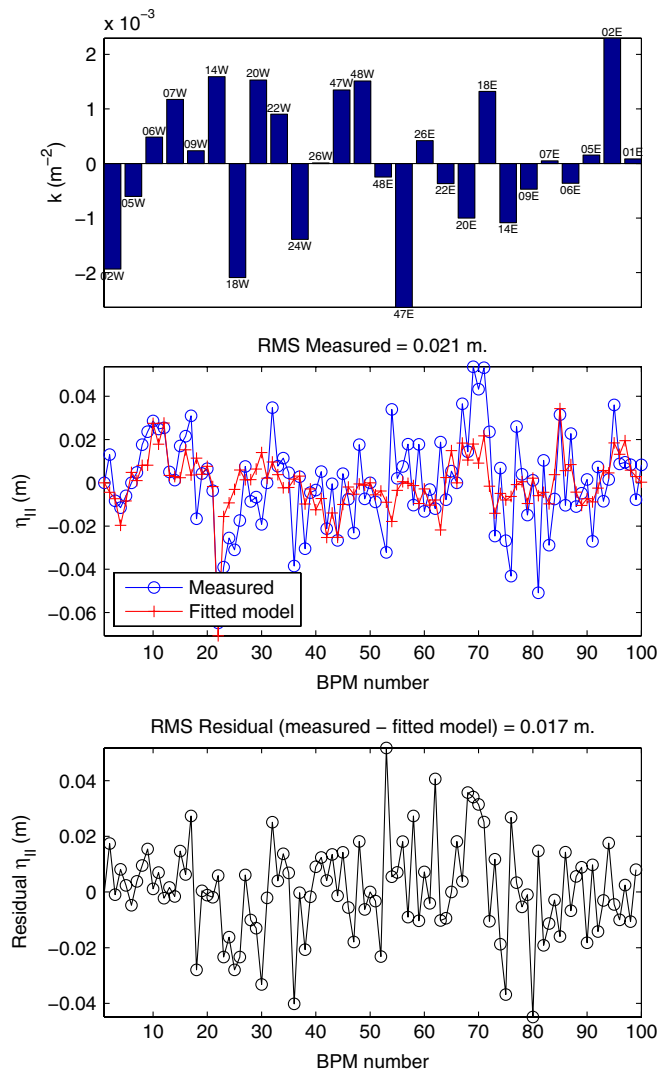 x 10⁻³
k (m⁻²)
2
1
0
−1
−2
02W
05W
06W
07W
09W
14W
18W
20W
22W
24W
26W
47W
48W
48E
47E
26E
22E
20E
18E
14E
09E
07E
06E
05E
02E
01E
RMS Measured = 0.021 m.
η_II (m)
0.04
0.02
0
−0.02
−0.04
−0.06
Measured
Fitted model
10 20 30 40 50 60 70 80 90 100
BPM number
RMS Residual (measured − fitted model) = 0.017 m.
Residual η_II (m)
0.04
0.02
0
−0.02
−0.04
10 20 30 40 50 60 70 80 90 100
BPM number